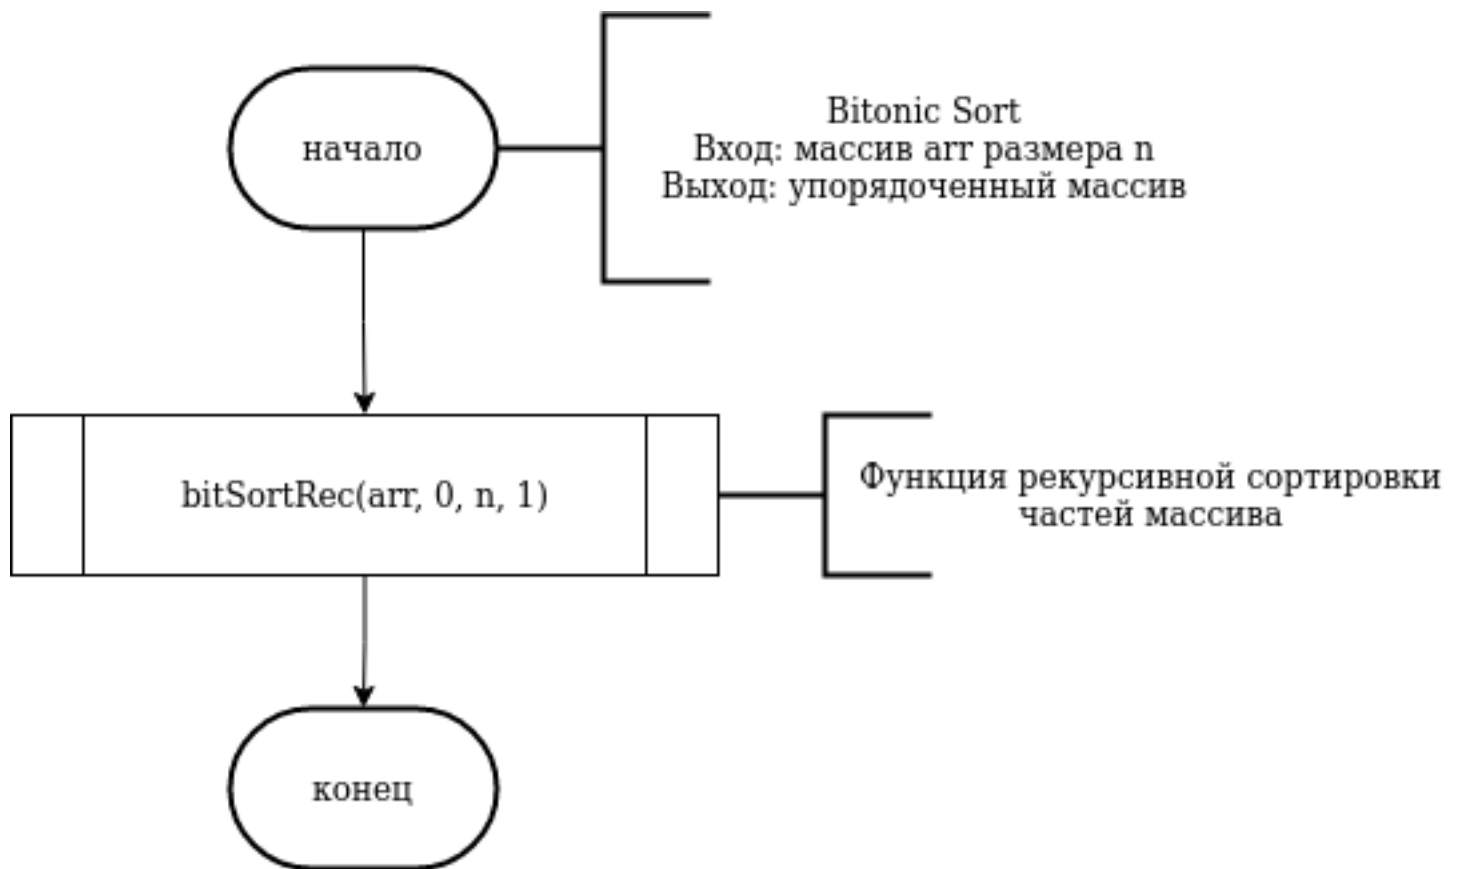 начало
Bitonic Sort
Вход: массив arr размера n
Выход: упорядоченный массив
bitSortRec(arr, 0, n, 1)
Функция рекурсивной сортировки
частей массива
конец